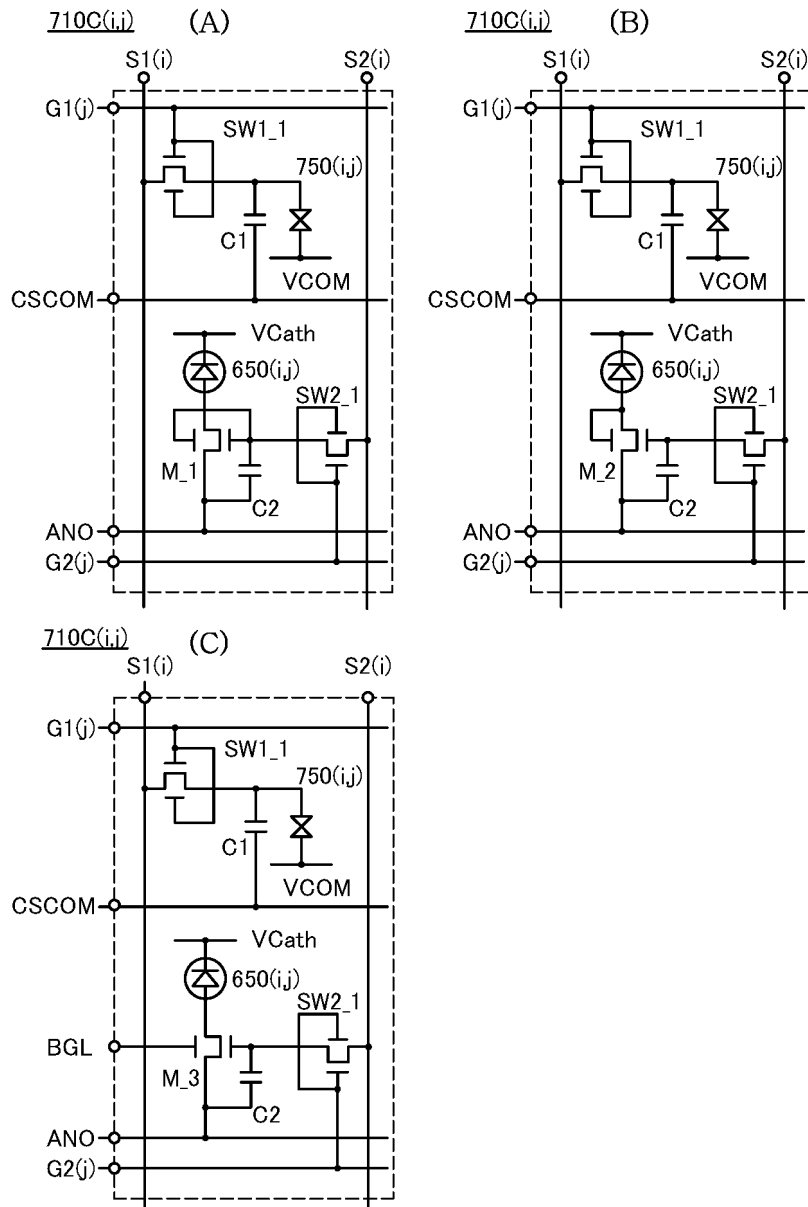 710C(i,j) (A)
S1(i) S2(i)
G1(j)
SW1_1
750(i,j)
C1
VCOM
CSCOM
VCath
650(i,j)
SW2_1
M_1
C2
ANO
G2(j)
710C(i,j) (B)
S1(i) S2(i)
G1(j)
SW1_1
750(i,j)
C1
VCOM
CSCOM
VCath
650(i,j)
SW2_1
M_2
C2
ANO
G2(j)
710C(i,j) (C)
S1(i) S2(i)
G1(j)
SW1_1
750(i,j)
C1
VCOM
CSCOM
VCath
650(i,j)
SW2_1
BGL
M_3
C2
ANO
G2(j)